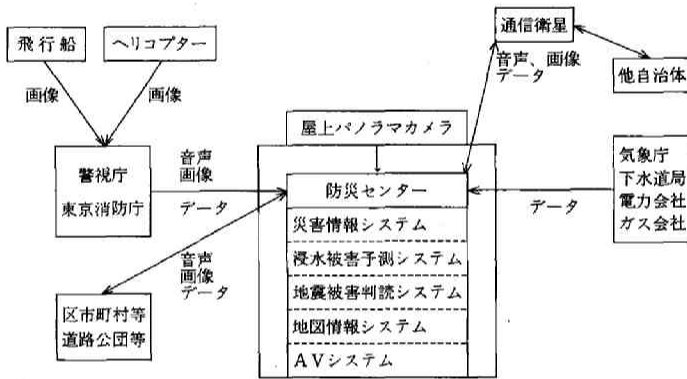 飛行船
ヘリコプター
画像
画像
通信衛星
音声、画像
データ
他自治体
屋上パノラマカメラ
警視庁
東京消防庁
音声
画像
データ
防災センター
データ
気象庁
下水道局
電力会社
ガス会社
災害情報システム
浸水被害予測システム
地震被害判読システム
地図情報システム
AVシステム
音声
画像
データ
区市町村等
道路公団等